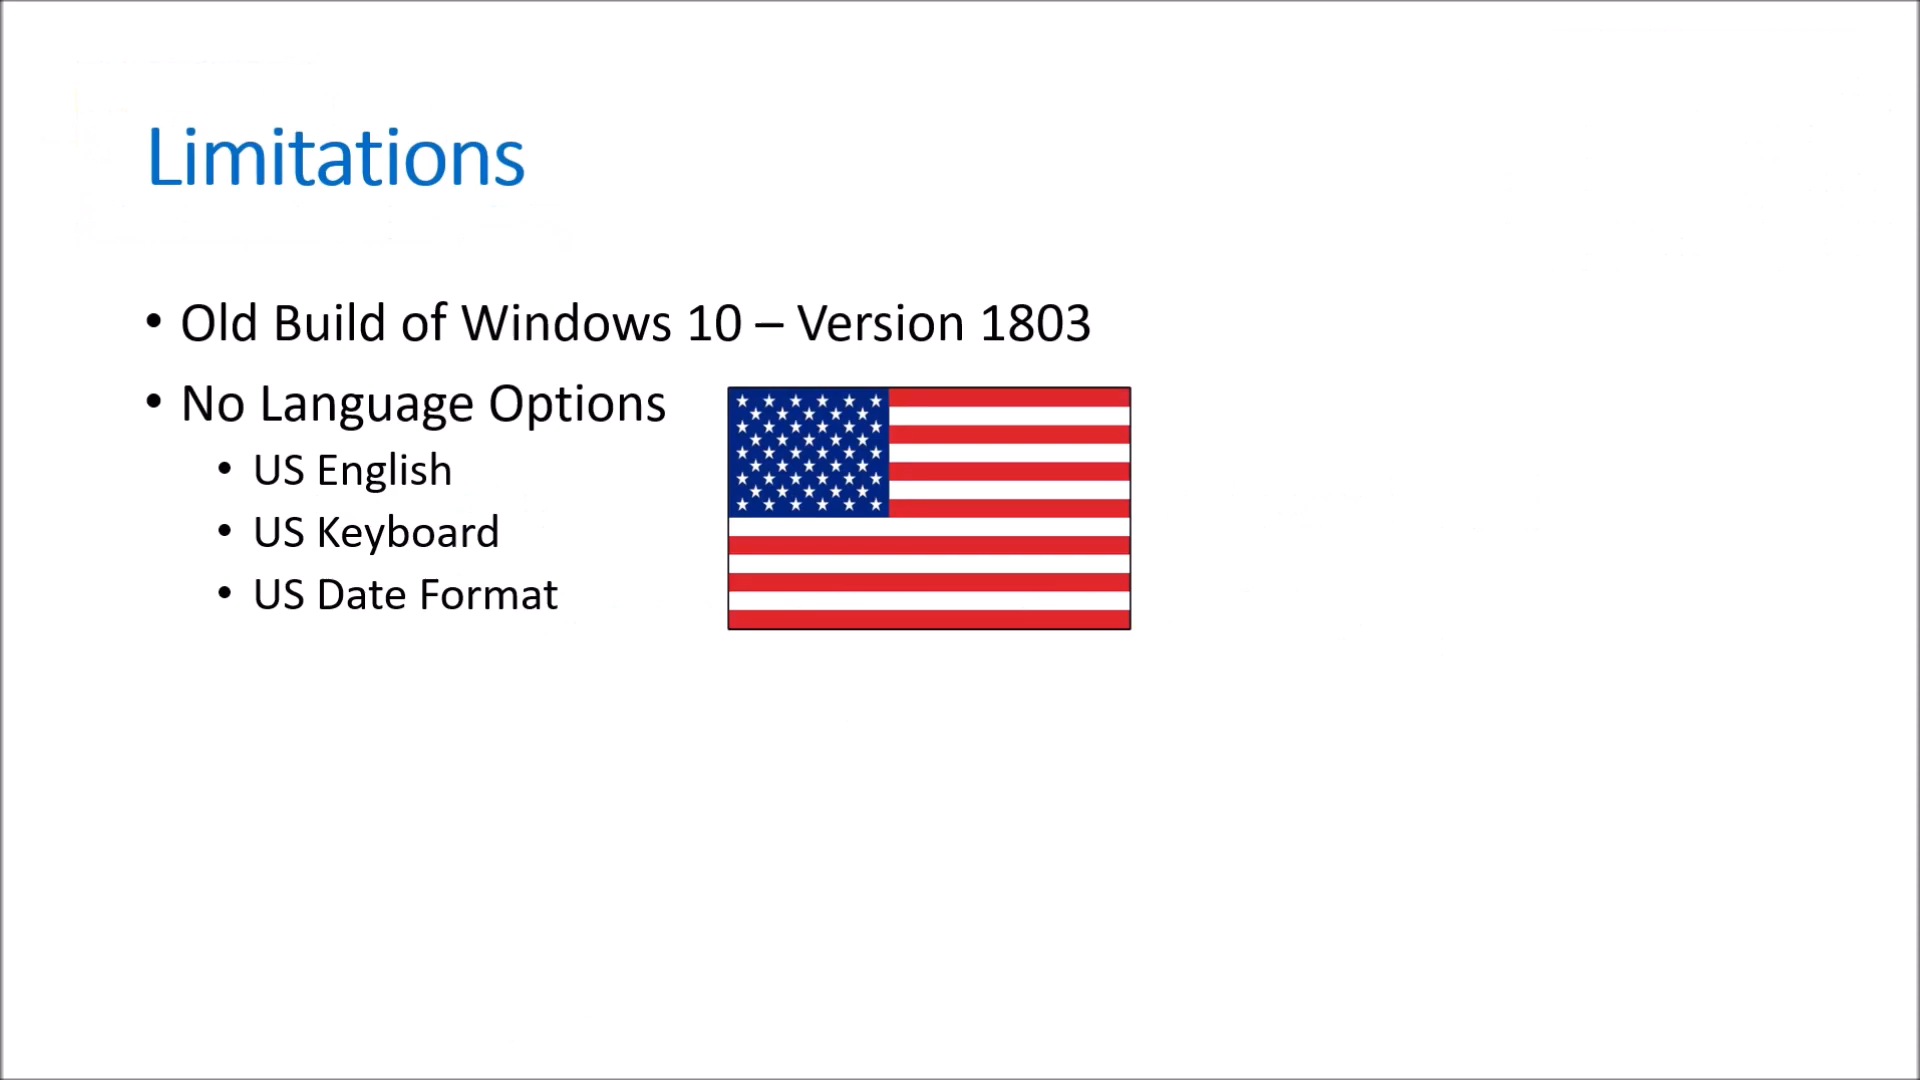 Limitations
• Old Build of Windows 10 – Version 1803
• No Language Options
• US English
• US Keyboard
• US Date Format